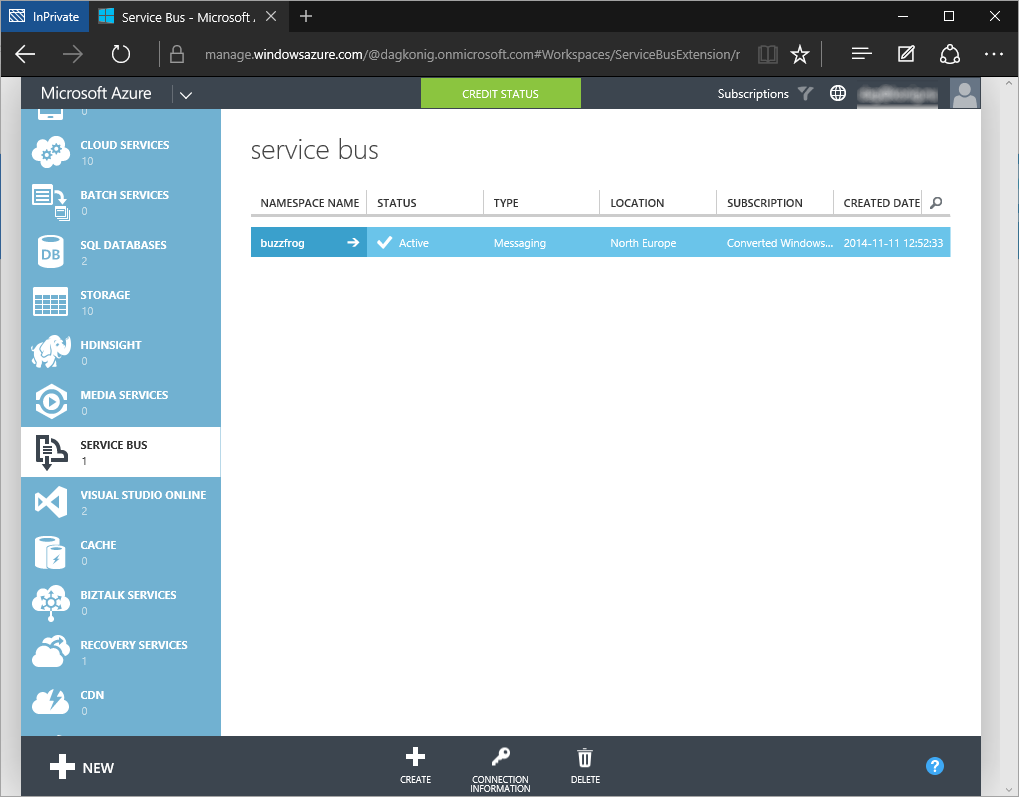 InPrivate
Service Bus - Microsoft
manage.windowsazure.com/@dagkonig.onmicrosoft.com#Workspaces/ServiceBusExtension/r
Microsoft Azure
CREDIT STATUS
Subscriptions
0
CLOUD SERVICES
10
BATCH SERVICES
0
SQL DATABASES
2
DB
STORAGE
10
HDINSIGHT
0
MEDIA SERVICES
0
SERVICE BUS
1
VISUAL STUDIO ONLINE
2
CACHE
0
BIZTALK SERVICES
0
RECOVERY SERVICES
1
CDN
0
service bus
NAMESPACE NAME STATUS TYPE LOCATION SUBSCRIPTION CREATED DATE
buzzfrog Active Messaging North Europe Converted Windows... 2014-11-11 12:52:33
NEW
CREATE
CONNECTION
INFORMATION
DELETE
?